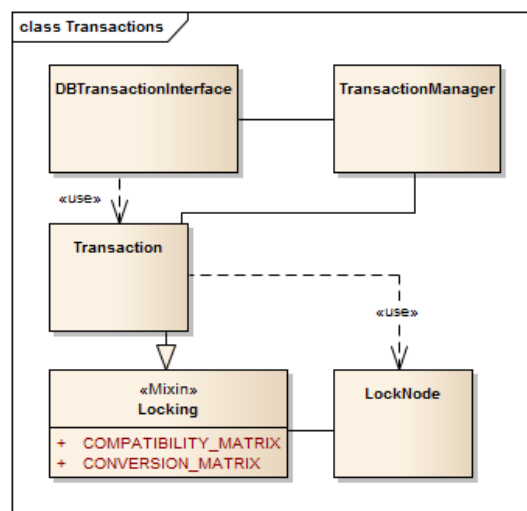 class Transactions
DBTransactionInterface
TransactionManager
«use»
Transaction
«use»
«Mixin»
Locking
LockNode
+ COMPATIBILITY_MATRIX
+ CONVERSION_MATRIX